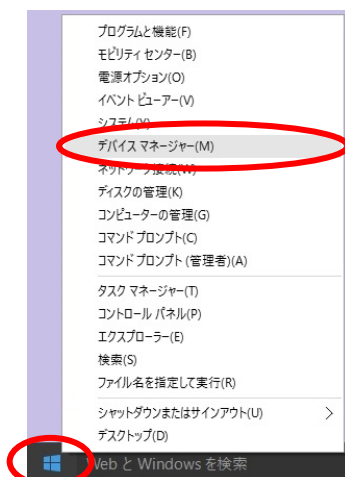 プログラムと機能(F)
モビリティ センター(B)
電源オプション(O)
イベント ビューアー(V)
システム(Y)
デバイス マネージャー(M)
ネットワーク接続(W)
ディスクの管理(K)
コンピューターの管理(G)
コマンド プロンプト(C)
コマンド プロンプト (管理者)(A)
タスク マネージャー(T)
コントロール パネル(P)
エクスプローラー(E)
検索(S)
ファイル名を指定して実行(R)
シャットダウンまたはサインアウト(U)
デスクトップ(D)
Web と Windows を検索